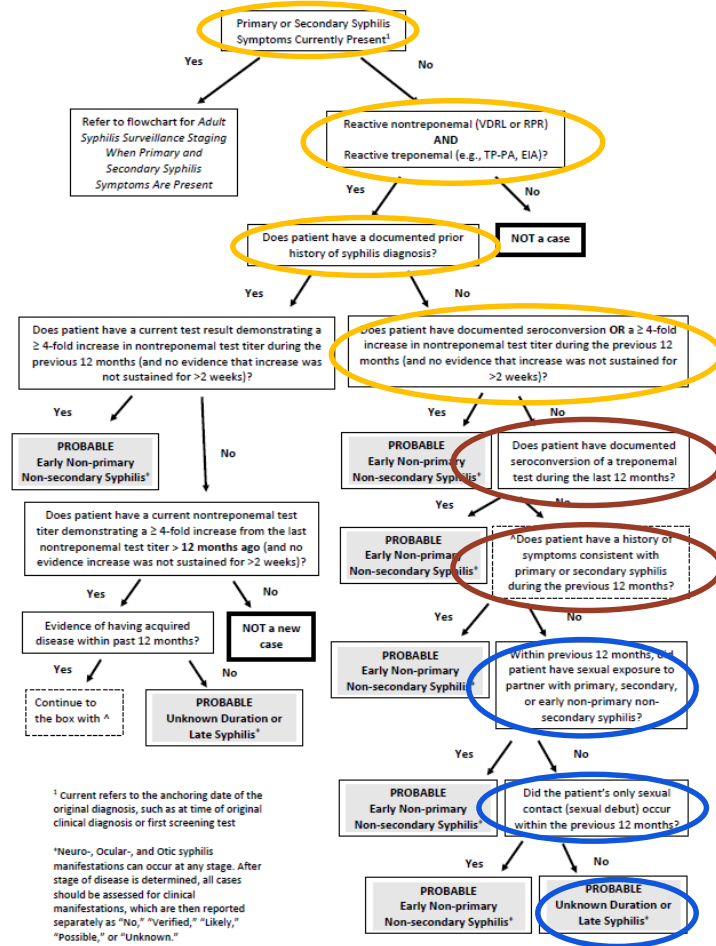 Primary or Secondary Syphilis
Symptoms Currently Present¹
Yes
No
Refer to flowchart for Adult
Syphilis Surveillance Staging
When Primary and
Secondary Syphilis
Symptoms Are Present
Reactive nontreponemal (VDRL or RPR)
AND
Reactive treponemal (e.g., TP-PA, EIA)?
Yes
No
Does patient have a documented prior
history of syphilis diagnosis?
NOT a case
Yes
No
Does patient have a current test result demonstrating a
≥ 4-fold increase in nontreponemal test titer during the
previous 12 months (and no evidence that increase was
not sustained for >2 weeks)?
Does patient have documented seroconversion OR a ≥ 4-fold
increase in nontreponemal test titer during the previous 12
months (and no evidence that increase was not sustained for
>2 weeks)?
Yes
No
Yes
No
PROBABLE
Early Non-primary
Non-secondary Syphilis*
PROBABLE
Early Non-primary
Non-secondary Syphilis*
Does patient have documented
seroconversion of a treponemal
test during the last 12 months?
Yes
No
Does patient have a current nontreponemal test
titer demonstrating a ≥ 4-fold increase from the last
nontreponemal test titer > 12 months ago (and no
evidence increase was not sustained for >2 weeks)?
PROBABLE
Early Non-primary
Non-secondary Syphilis*
^Does patient have a history of
symptoms consistent with
primary or secondary syphilis
during the previous 12 months?
Yes
No
Yes
No
Evidence of having acquired
disease within past 12 months?
NOT a new
case
PROBABLE
Early Non-primary
Non-secondary Syphilis*
Within previous 12 months, did
patient have sexual exposure to
partner with primary, secondary,
or early non-primary non-
secondary syphilis?
Yes
No
Continue to
the box with ^
PROBABLE
Unknown Duration or
Late Syphilis*
Yes
No
PROBABLE
Early Non-primary
Non-secondary Syphilis*
Did the patient's only sexual
contact (sexual debut) occur
within the previous 12 months?
Yes
No
PROBABLE
Early Non-primary
Non-secondary Syphilis*
PROBABLE
Unknown Duration or
Late Syphilis*
¹ Current refers to the anchoring date of the
original diagnosis, such as at time of original
clinical diagnosis or first screening test
*Neuro-, Ocular-, and Otic syphilis
manifestations can occur at any stage. After
stage of disease is determined, all cases
should be assessed for clinical
manifestations, which are then reported
separately as "No," "Verified," "Likely,"
"Possible," or "Unknown."